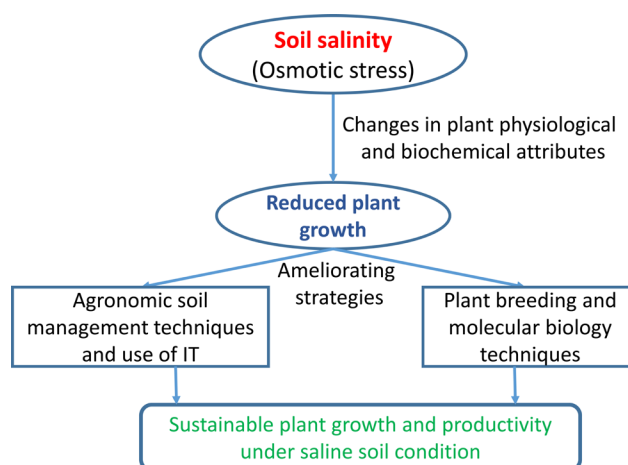 Soil salinity
(Osmotic stress)
Changes in plant physiological
and biochemical attributes
Reduced plant
growth
Ameliorating
strategies
Agronomic soil
management techniques
and use of IT
Plant breeding and
molecular biology
techniques
Sustainable plant growth and productivity
under saline soil condition